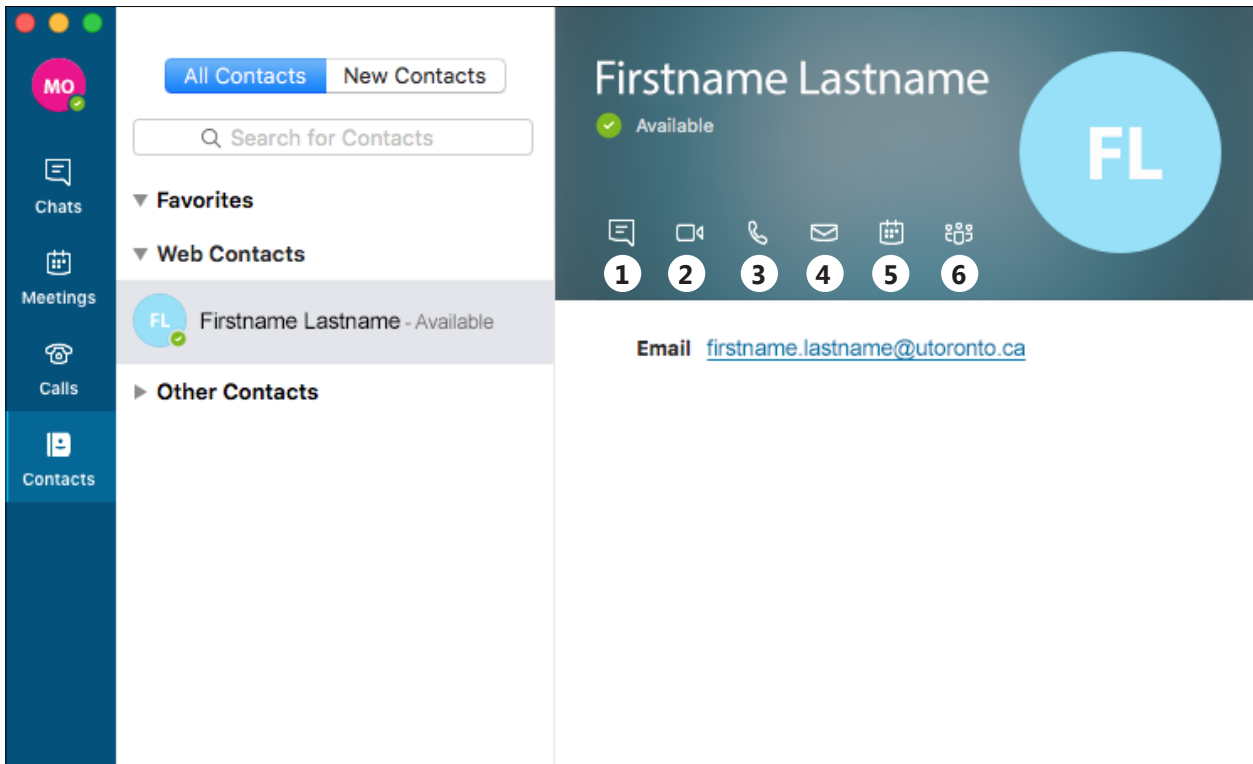 MO
Chats
Meetings
Calls
Contacts
All Contacts New Contacts
Search for Contacts
Favorites
Web Contacts
FL Firstname Lastname - Available
Other Contacts
Firstname Lastname
Available
FL
1 2 3 4 5 6
Email firstname.lastname@utoronto.ca